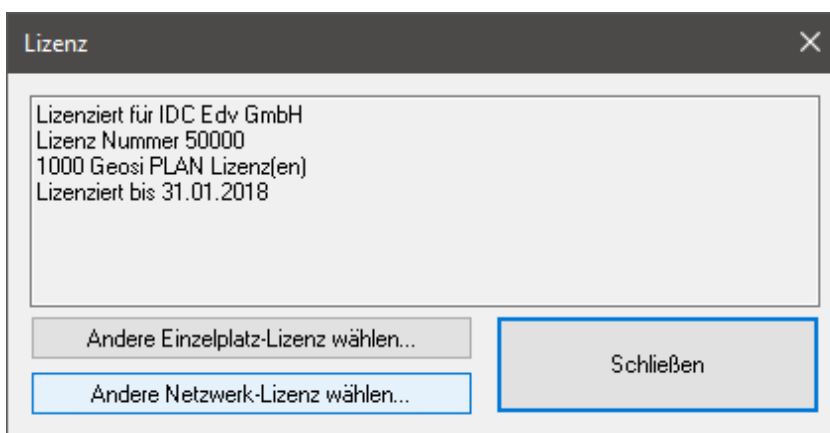 Lizenz
Lizenziert für IDC Edv GmbH
Lizenz Nummer 50000
1000 Geosi PLAN Lizenz(en)
Lizenziert bis 31.01.2018
Andere Einzelplatz-Lizenz wählen...
Schließen
Andere Netzwerk-Lizenz wählen...